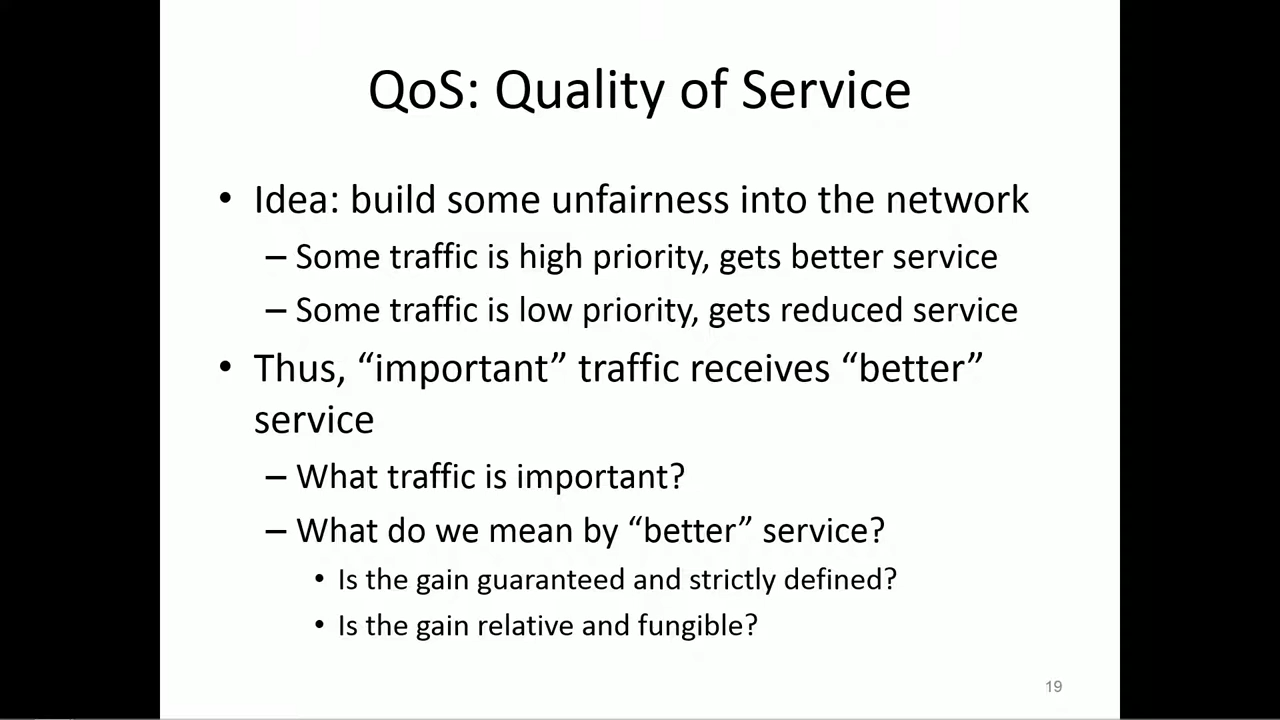 QoS: Quality of Service
• Idea: build some unfairness into the network
– Some traffic is high priority, gets better service
– Some traffic is low priority, gets reduced service
• Thus, “important” traffic receives “better”
service
– What traffic is important?
– What do we mean by “better” service?
• Is the gain guaranteed and strictly defined?
• Is the gain relative and fungible?
19